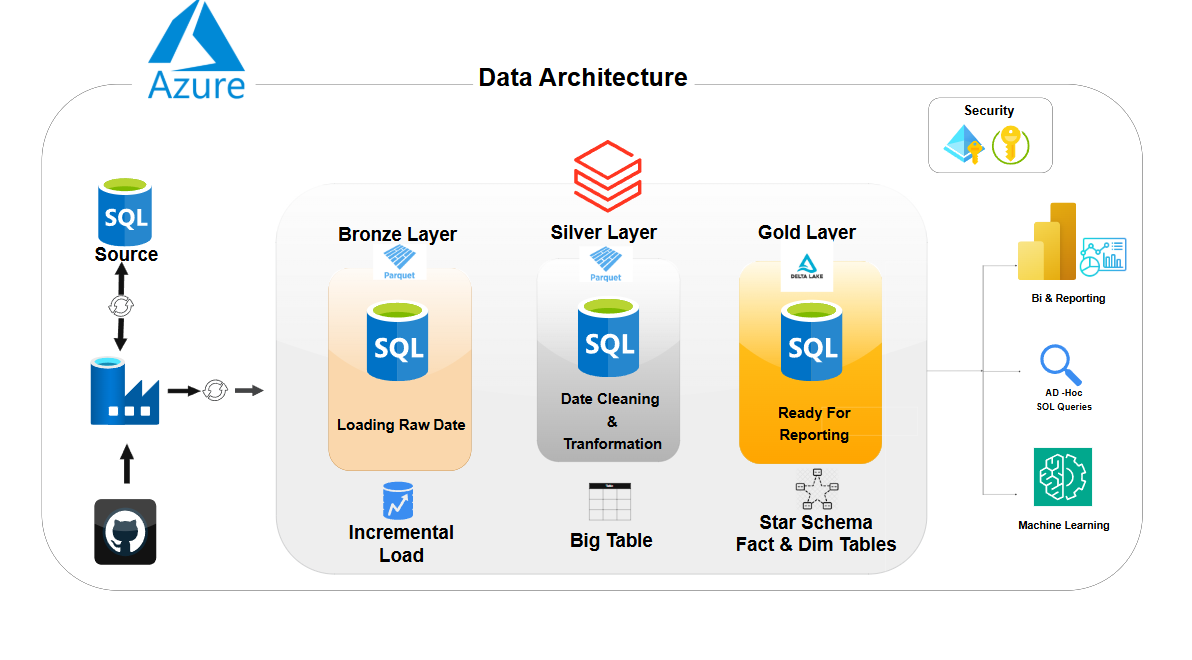 Azure
Data Architecture
Security
SQL
Source
Bronze Layer
Parquet
SQL
Loading Raw Date
Incremental
Load
Silver Layer
Parquet
SQL
Date Cleaning
&
Tranformation
Big Table
Gold Layer
DELTA LAKE
SQL
Ready For
Reporting
Star Schema
Fact & Dim Tables
Bi & Reporting
AD -Hoc
SQL Queries
Machine Learning